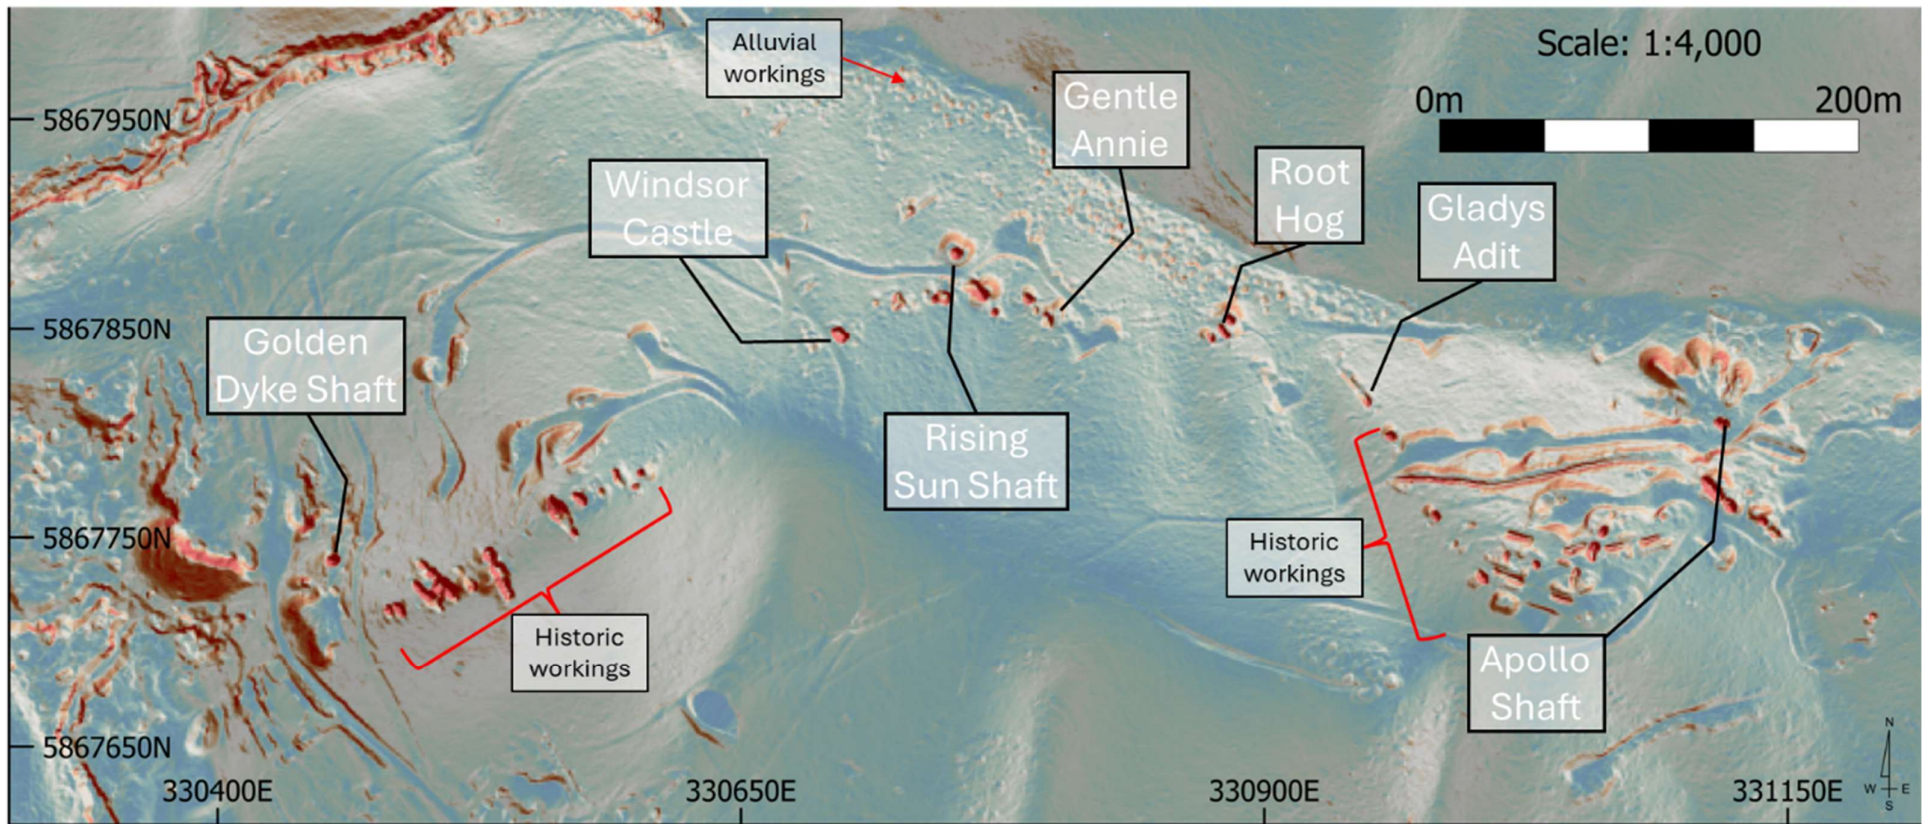 Alluvial
workings
Scale: 1:4,000
0m 200m
5867950N
Gentle
Annie
Root
Hog
Windsor
Castle
Gladys
Adit
5867850N
Golden
Dyke Shaft
Rising
Sun Shaft
5867750N
Historic
workings
Historic
workings
Apollo
Shaft
5867650N
N
W E
S
330400E 330650E 330900E 331150E